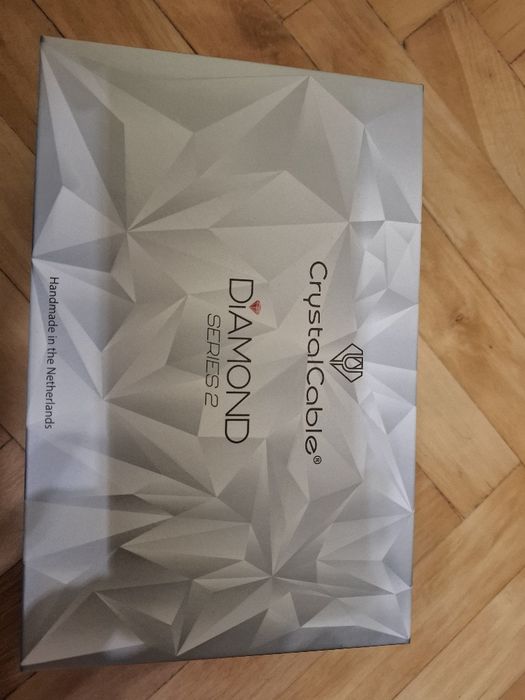 CrystalCable®
DiAMOND
SERIES 2
Handmade in the Netherlands